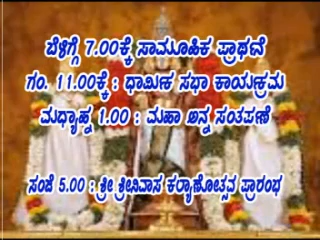 ಬೆಳಿಗ್ಗೆ 7.00ಕ್ಕೆ ಸಾಮೂಹಿಕ ಪ್ರಾರ್ಥನೆ
ಗಂ. 11.00ಕ್ಕೆ : ಧಾರ್ಮಿಕ ಸಭಾ ಕಾರ್ಯಕ್ರಮ
ಮಧ್ಯಾಹ್ನ 1.00 : ಮಹಾ ಅನ್ನ ಸಂತರ್ಪಣೆ
ಸಂಜೆ 5.00 : ಶ್ರೀ ಶ್ರೀನಿವಾಸ ಕಲ್ಯಾಣೋತ್ಸವ ಪ್ರಾರಂಭ